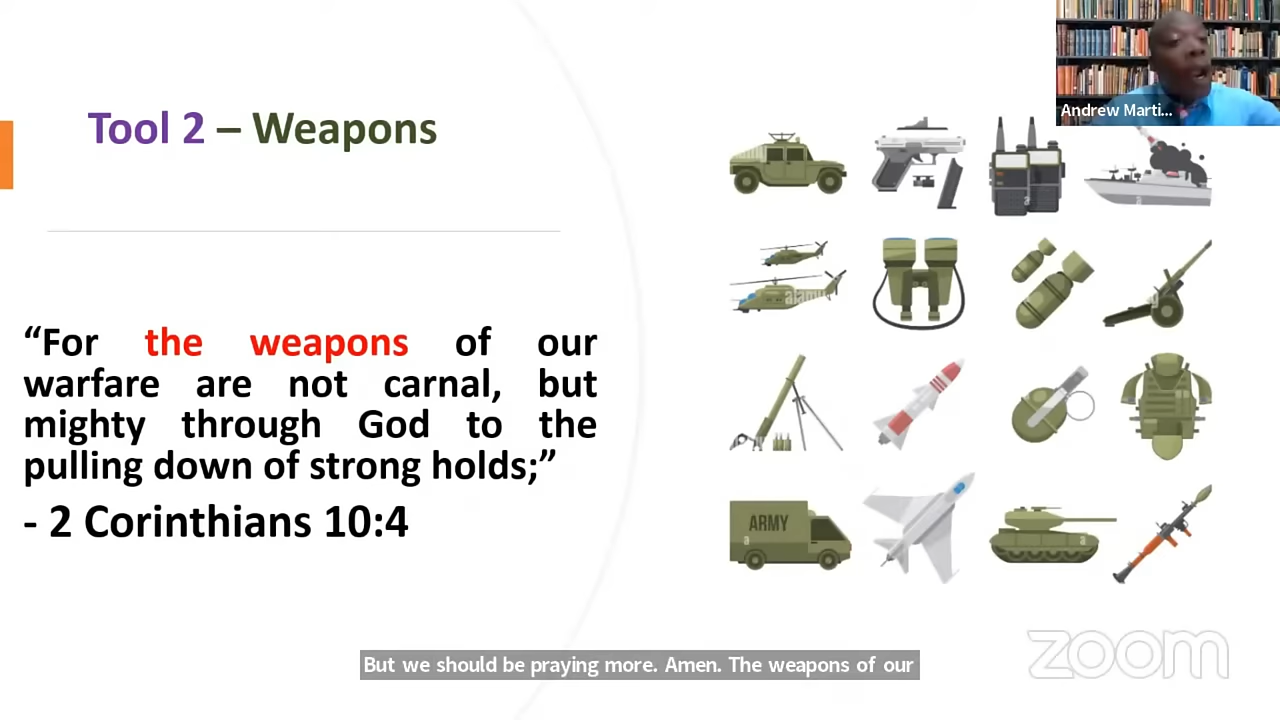 Andrew Marti...
Tool 2 – Weapons
“For the weapons of our
warfare are not carnal, but
mighty through God to the
pulling down of strong holds;”
- 2 Corinthians 10:4
alamy
ARMY
a
a
a
a
a
zoom
But we should be praying more. Amen. The weapons of our